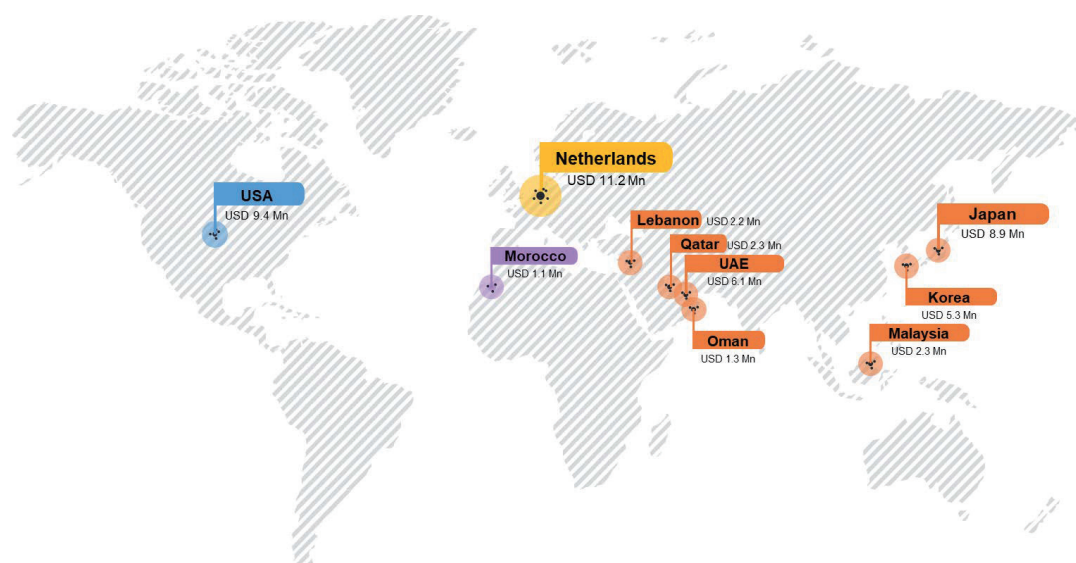 Netherlands
USD 11.2 Mn
USA
USD 9.4 Mn
Lebanon USD 2.2 Mn
Japan
USD 8.9 Mn
Qatar USD 2.3 Mn
Morocco
USD 1.1 Mn
UAE
USD 6.1 Mn
Korea
USD 5.3 Mn
Oman
USD 1.3 Mn
Malaysia
USD 2.3 Mn